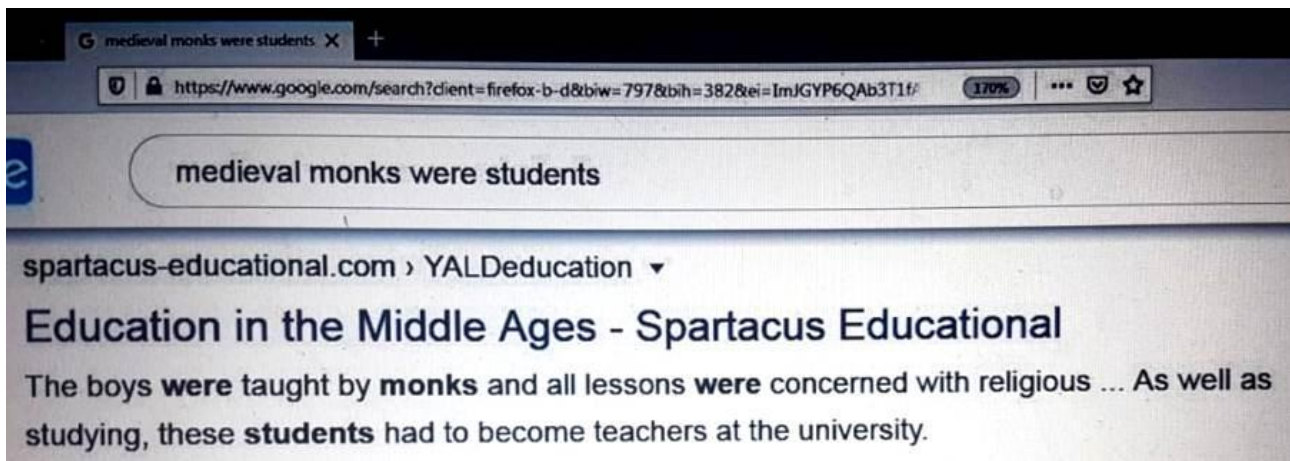 G medieval monks were students X +
https://www.google.com/search?client=firefox-b-d&biw=797&bih=382&ei=ImJGYP6QAb3T1f 170% ...
e medieval monks were students
spartacus-educational.com › YALDeducation ▾
Education in the Middle Ages - Spartacus Educational
The boys were taught by monks and all lessons were concerned with religious ... As well as
studying, these students had to become teachers at the university.